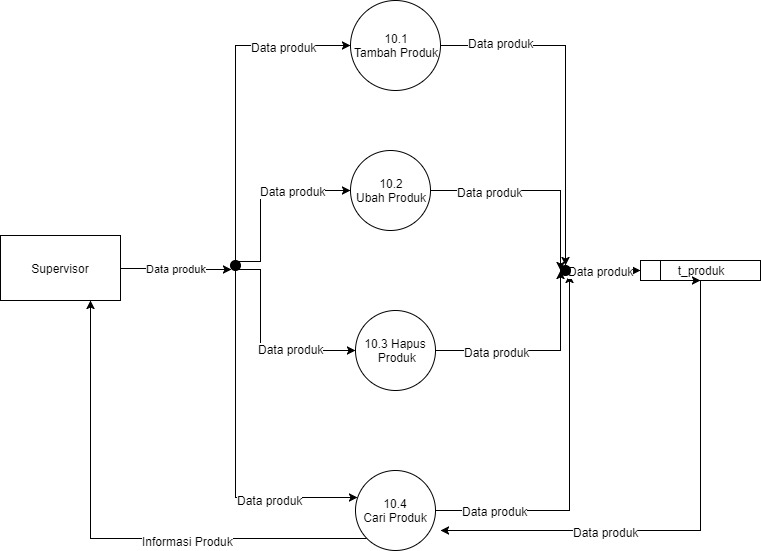 10.1
Tambah Produk
Data produk
Data produk
10.2
Ubah Produk
Data produk
Data produk
Supervisor
Data produk
Data produk
t_produk
10.3 Hapus
Produk
Data produk
Data produk
10.4
Cari Produk
Data produk
Data produk
Data produk
Informasi Produk